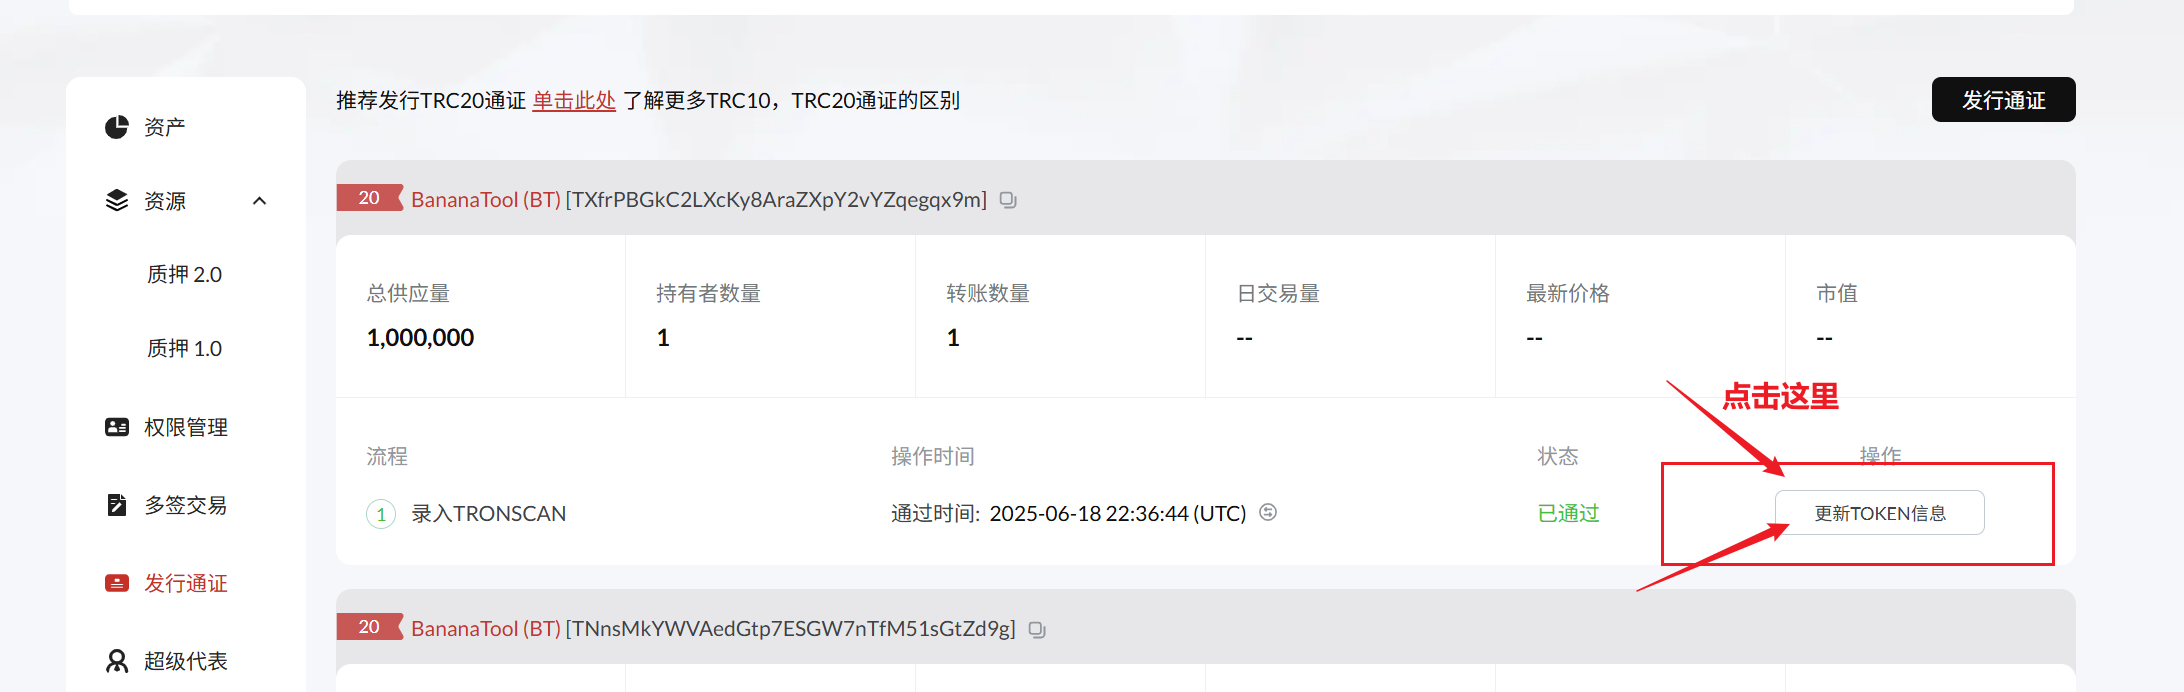 推荐发行TRC20通证 单击此处 了解更多TRC10，TRC20通证的区别
发行通证
资产
资源
质押 2.0
质押 1.0
权限管理
多签交易
发行通证
超级代表
20 BananaTool (BT) [TXfrPBGkC2LXcKy8AraZXpY2vYZqegqx9m]
总供应量 持有者数量 转账数量 日交易量 最新价格 市值
1,000,000 1 1 -- -- --
点击这里
流程 操作时间 状态 操作
1 录入TRONSCAN 通过时间: 2025-06-18 22:36:44 (UTC) 已通过 更新TOKEN信息
20 BananaTool (BT) [TNnsMkYWVAedGtp7ESGW7nTfM51sGtZd9g]